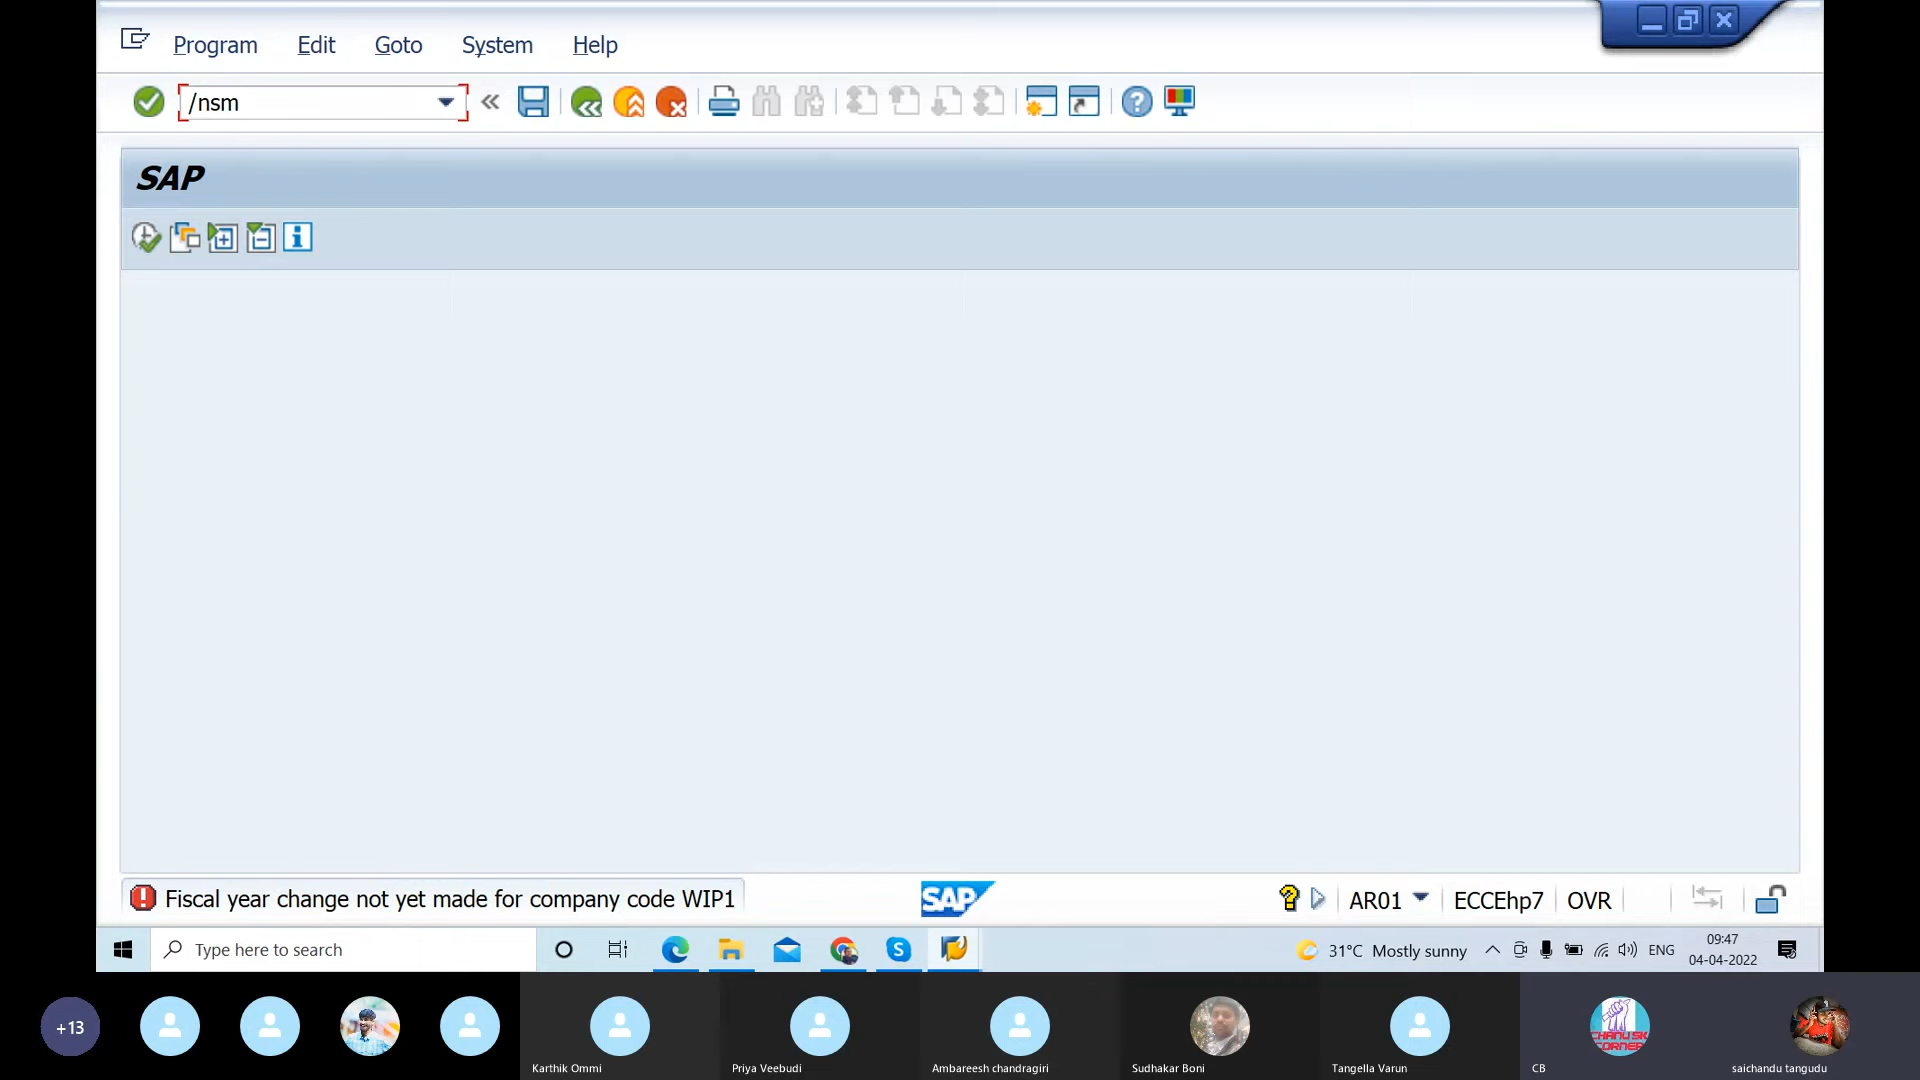 Program Edit Goto System Help
/nsm
SAP
Fiscal year change not yet made for company code WIP1
SAP
AR01
ECCEhp7
OVR
Type here to search
31°C Mostly sunny
ENG
09:47
04-04-2022
+13
Karthik Ommi
Priya Veebudi
Ambareesh chandragiri
Sudhakar Boni
Tangella Varun
CB
saichandu tangudu